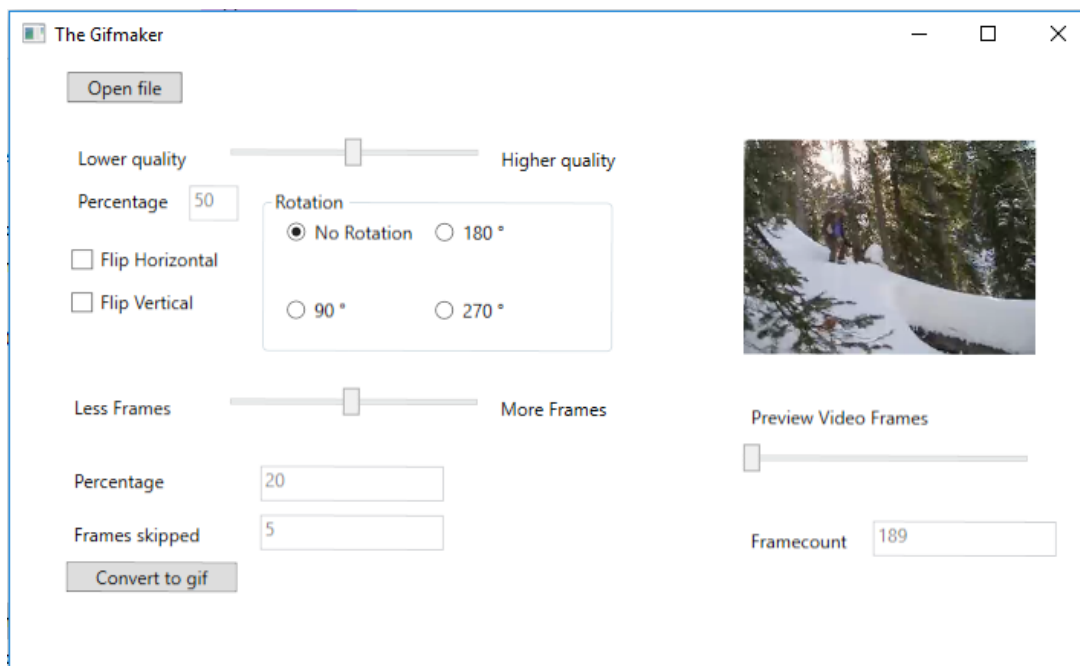 The Gifmaker
Open file
Lower quality
Higher quality
Percentage
50
Rotation
No Rotation
180 °
Flip Horizontal
Flip Vertical
90 °
270 °
Less Frames
More Frames
Preview Video Frames
Percentage
20
Frames skipped
5
Framecount
189
Convert to gif